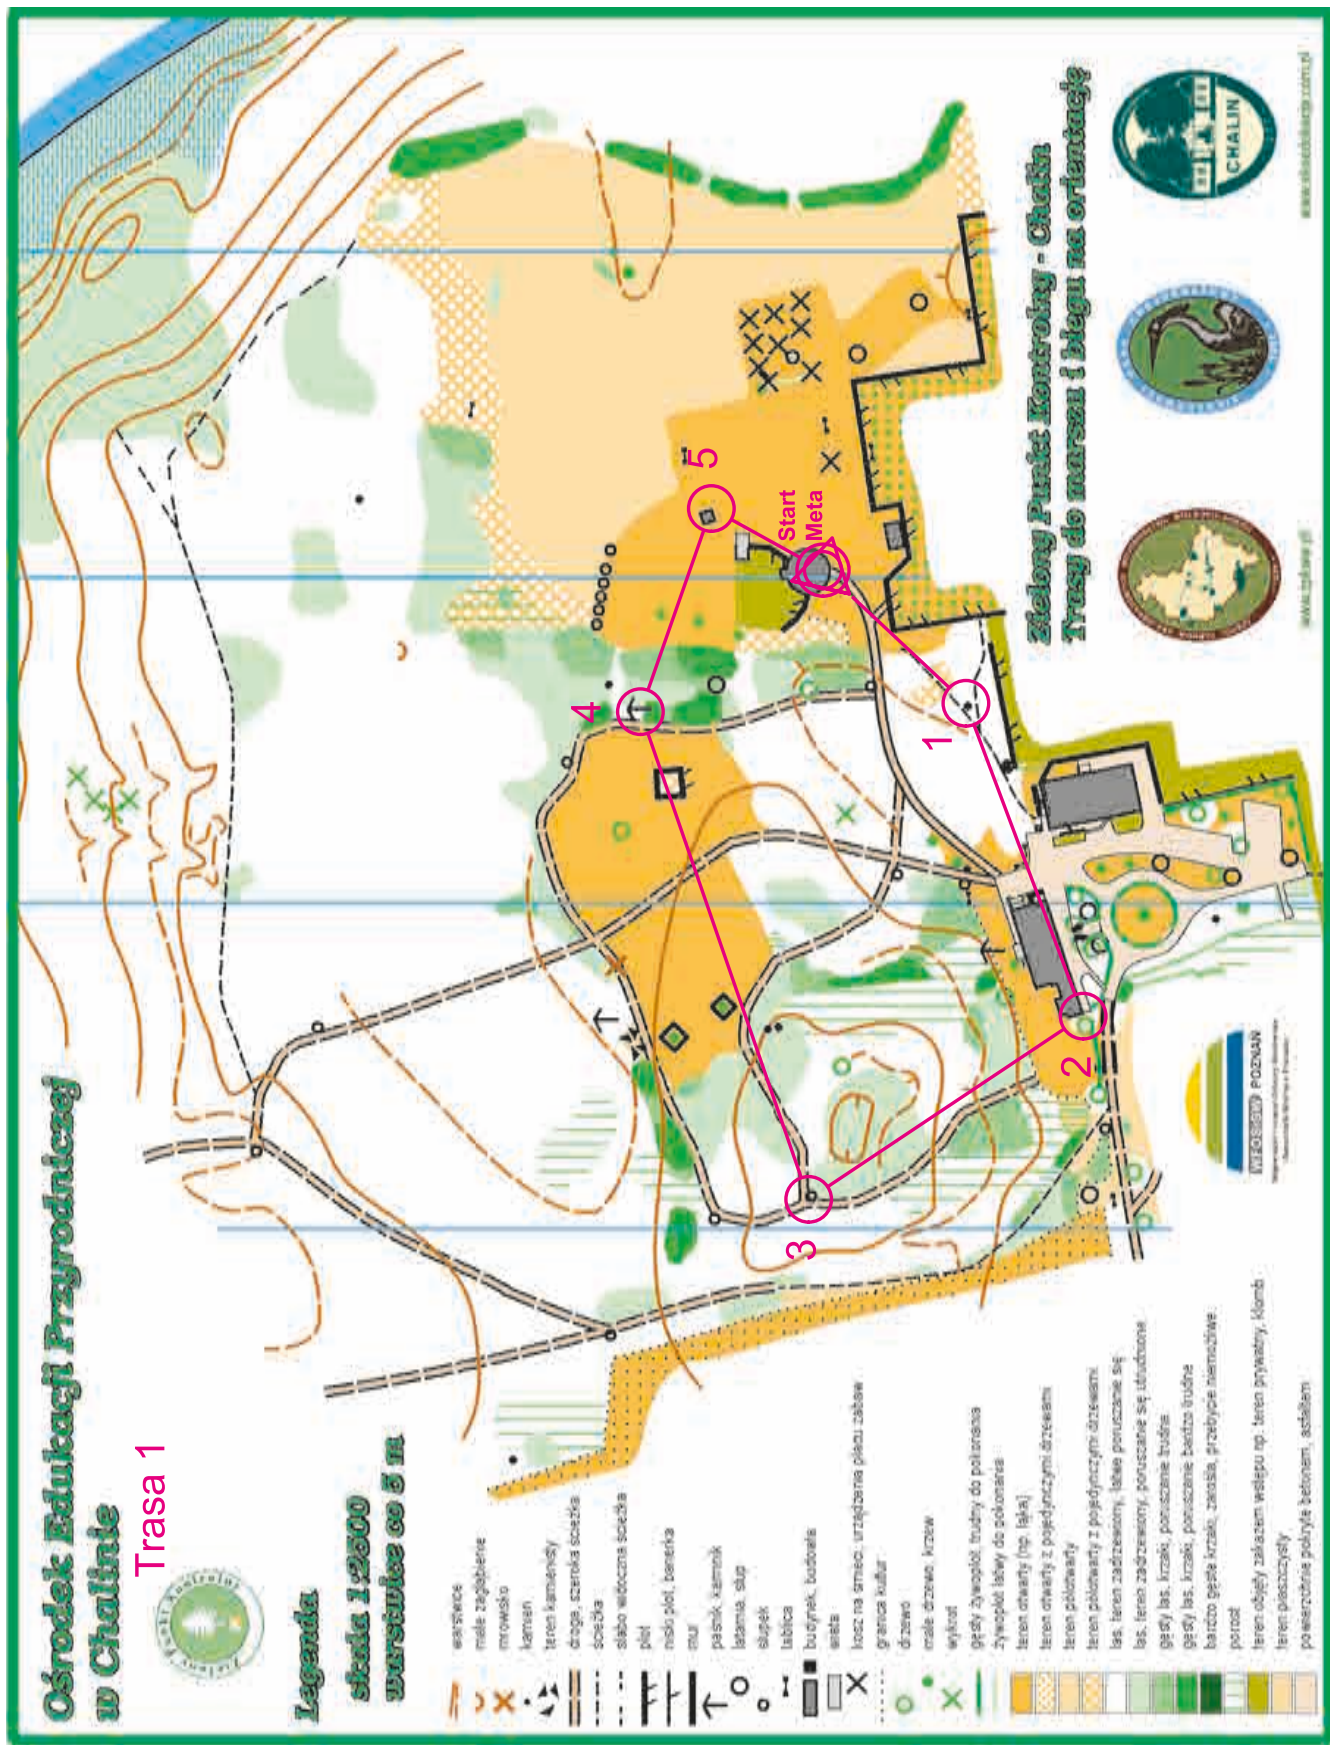 Ośrodek Edukacji Przyrodniczej
w Chalinie
Trasa 1
Zielony Punkt Kontrolny
Legenda
skala 1:2500
warstwice co 5 m
warstwice
małe zagłębienie
mrowisko
kamień
teren kamienisty
droga, szeroka ścieżka
ścieżka
słabo widoczna ścieżka
płot
niski płot, barierka
mur
paśnik, karmnik
latarnia, słup
słupek
tablica
budynek, budowla
wiata
kosz na śmieci, urządzenia placu zabaw
granica kultur
drzewo
małe drzewo, krzew
wykrot
gęsty żywopłot, trudny do pokonania
żywopłot łatwy do pokonania
teren otwarty (np. łąka)
teren otwarty z pojedynczymi drzewami
teren półotwarty
teren półotwarty z pojedynczymi drzewami
las, teren zadrzewiony, łatwe poruszanie się
las, teren zadrzewiony, poruszanie się utrudnione
gęsty las, krzaki, poruszanie trudne
gęsty las, krzaki, poruszanie bardzo trudne
bardzo gęste krzaki, zarośla, przebycie niemożliwe
porost
teren objęty zakazem wstępu np. teren prywatny, klomb
teren piaszczysty
powierzchnie pokryte betonem, asfaltem
1
2
3
4
5
Start
Meta
WFOŚIGW POZNAŃ
Zielony Punkt Kontrolny - Chalin
Trasy do marszu i biegu na orientację
CHALIN